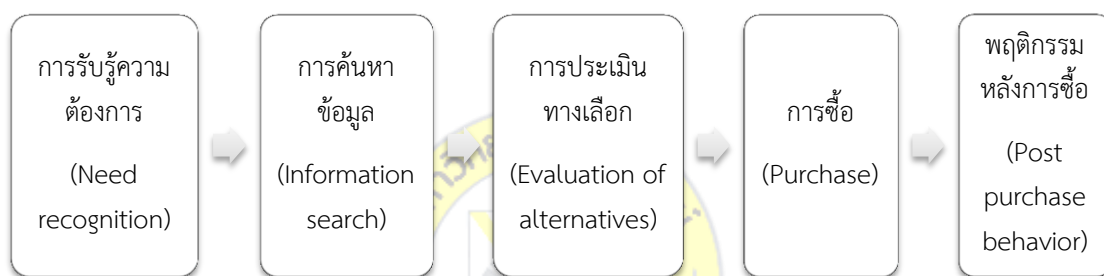 การรับรู้ความ
ต้องการ
(Need
recognition)
การค้นหา
ข้อมูล
(Information
search)
การประเมิน
ทางเลือก
(Evaluation of
alternatives)
การซื้อ
(Purchase)
พฤติกรรม
หลังการซื้อ
(Post
purchase
behavior)